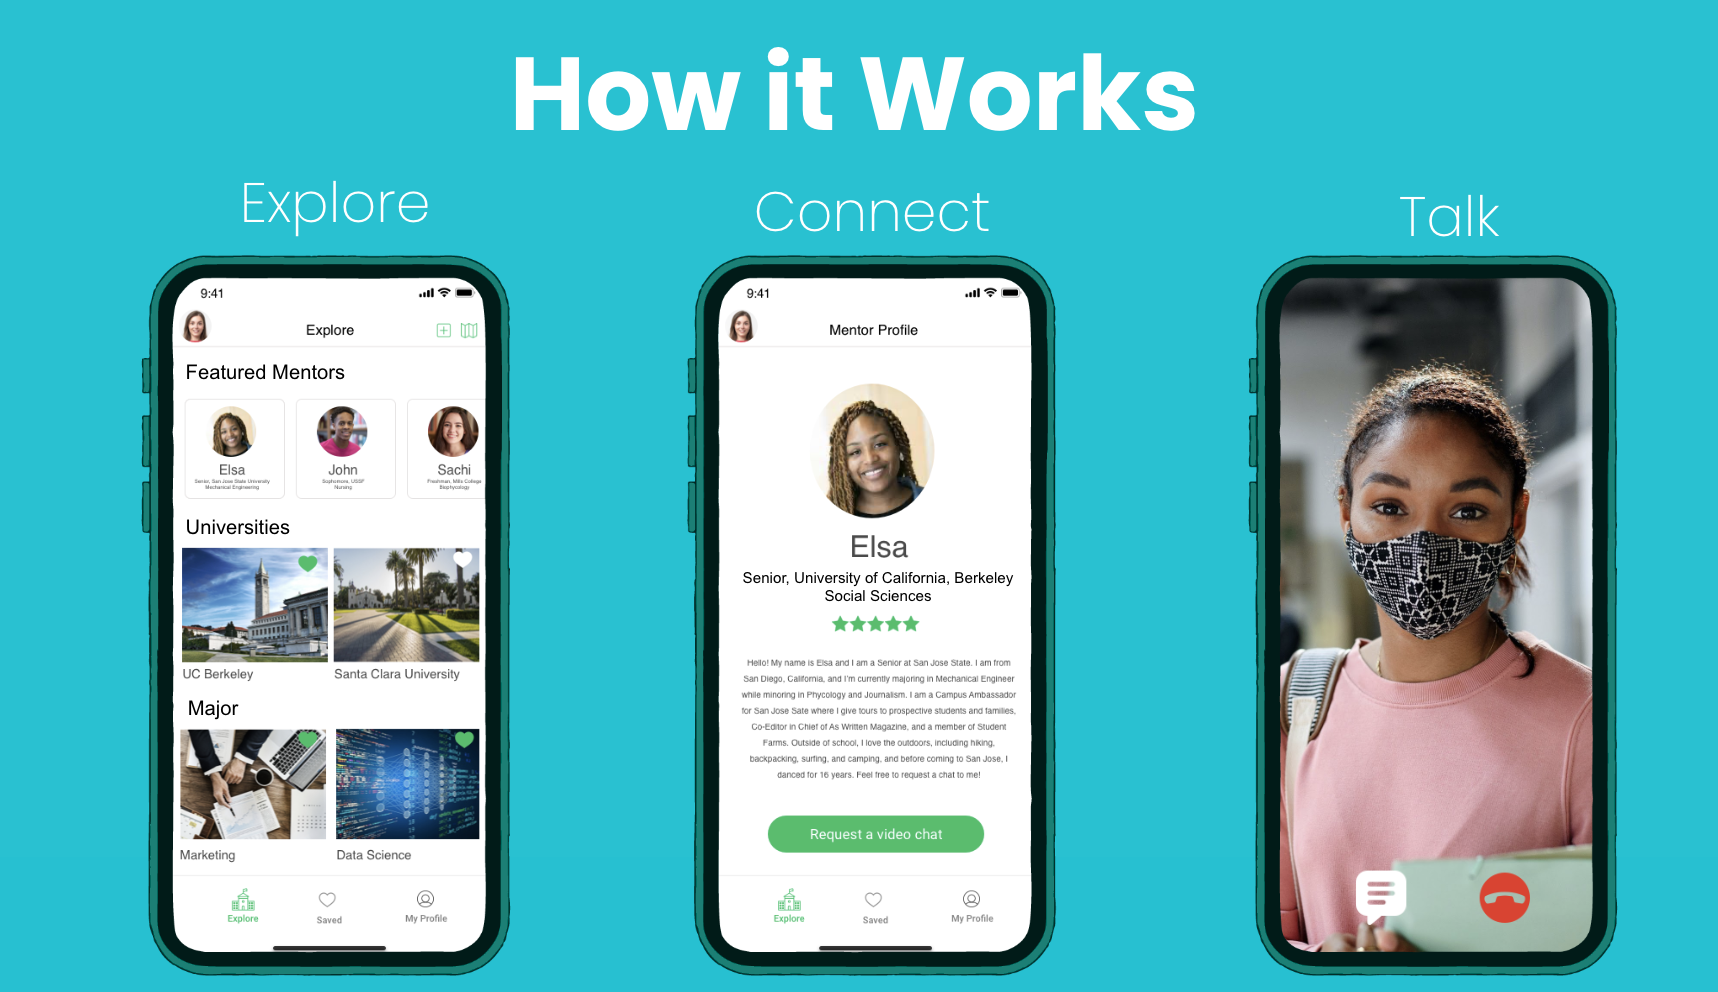 How it Works
Explore
Connect
Talk
9:41
Explore
Featured Mentors
Elsa
Senior, San Jose State University
Mechanical Engineering
John
Sophomore, USSF
Nursing
Sachi
Freshman, Mills College
Biophycology
Universities
UC Berkeley
Santa Clara University
Major
Marketing
Data Science
Explore
Saved
My Profile
9:41
Mentor Profile
Elsa
Senior, University of California, Berkeley
Social Sciences
Hello! My name is Elsa and I am a Senior at San Jose State. I am from
San Diego, California, and I'm currently majoring in Mechanical Engineer
while minoring in Phycology and Journalism. I am a Campus Ambassador
for San Jose Sate where I give tours to prospective students and families,
Co-Editor in Chief of As Written Magazine, and a member of Student
Farms. Outside of school, I love the outdoors, including hiking,
backpacking, surfing, and camping, and before coming to San Jose, I
danced for 16 years. Feel free to request a chat to me!
Request a video chat
Explore
Saved
My Profile